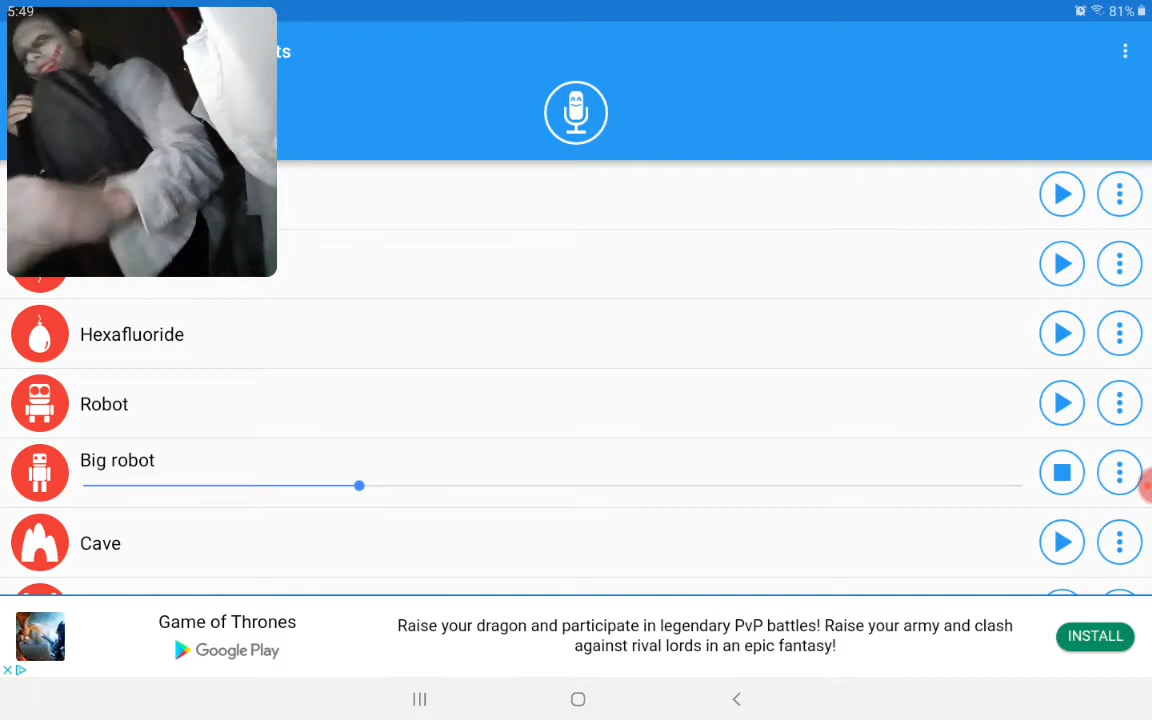 5:49
81%
ts
Hexafluoride
Robot
Big robot
Cave
Game of Thrones
Google Play
Raise your dragon and participate in legendary PvP battles! Raise your army and clash
against rival lords in an epic fantasy!
INSTALL